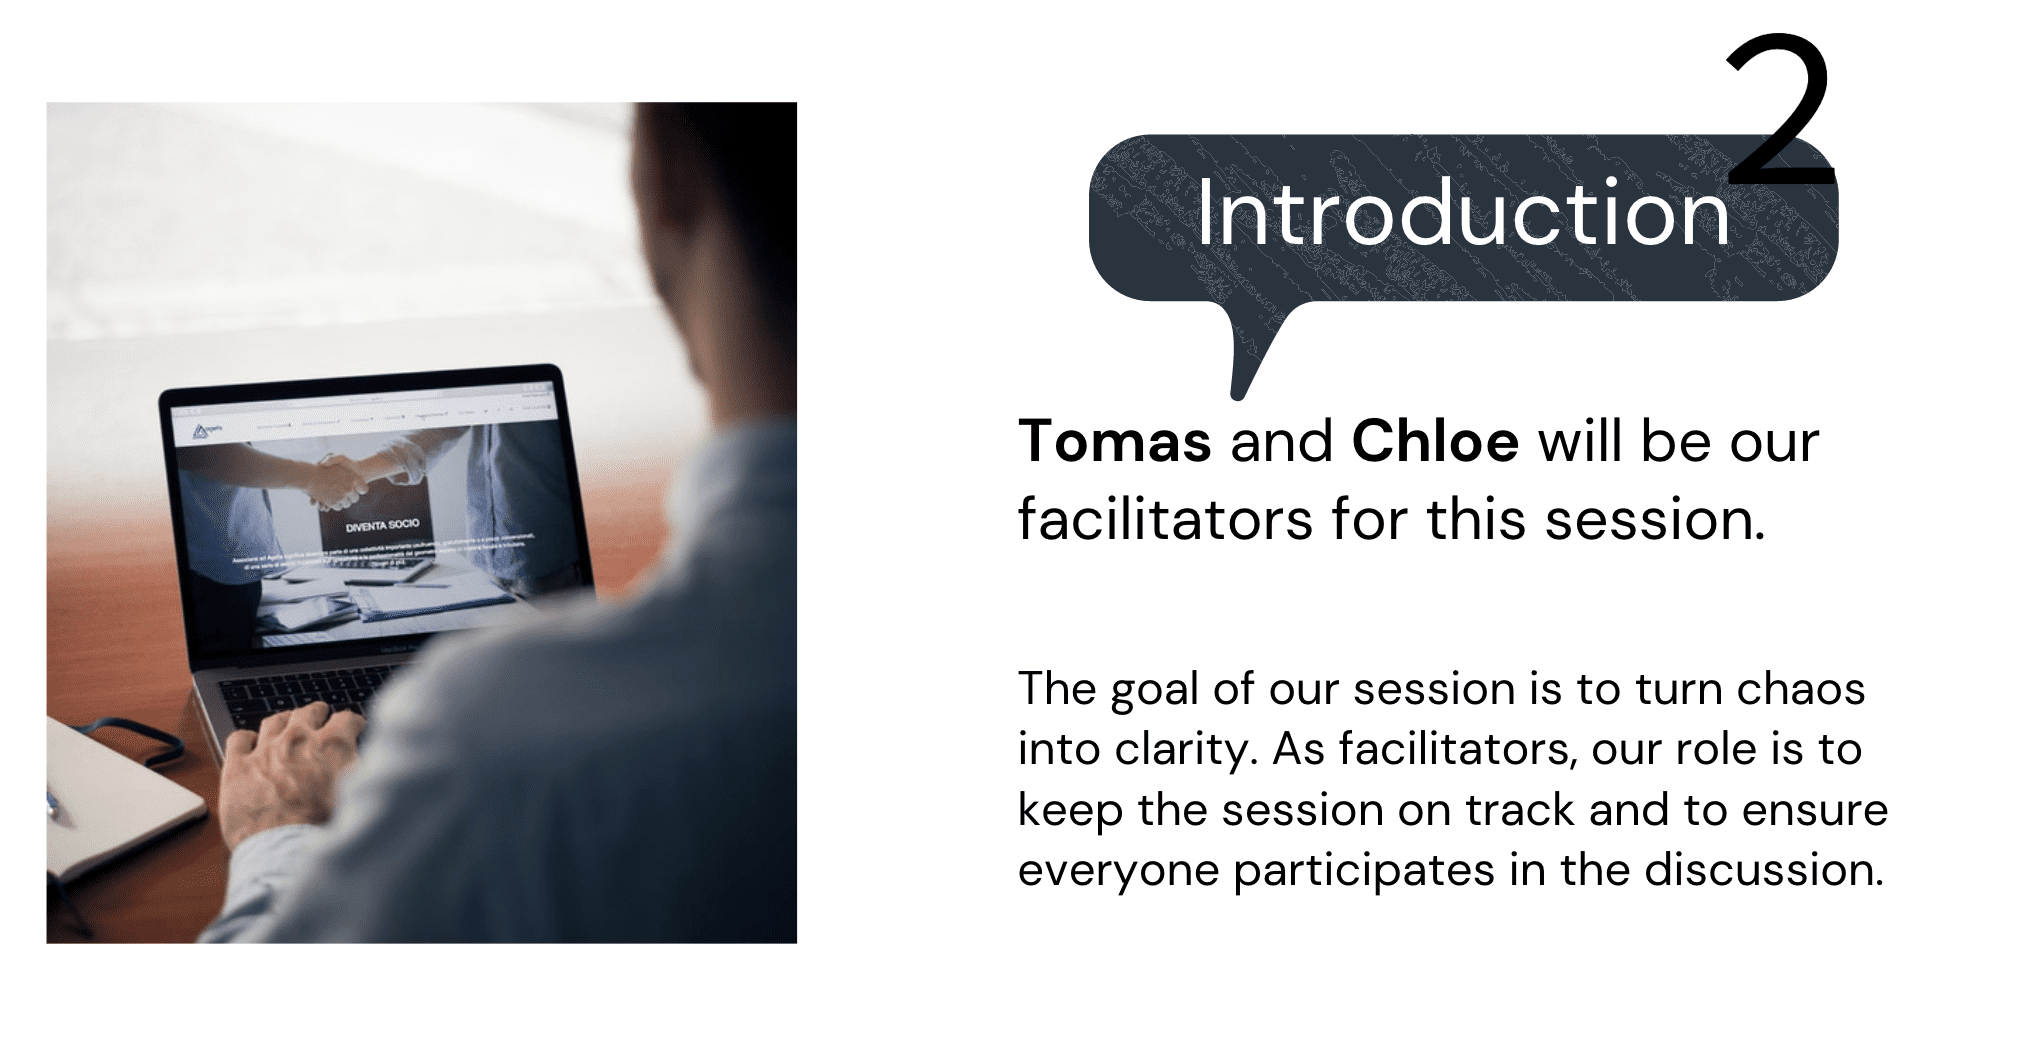 2
Introduction
Tomas and Chloe will be our
facilitators for this session.
The goal of our session is to turn chaos
into clarity. As facilitators, our role is to
keep the session on track and to ensure
everyone participates in the discussion.
DIVENTA SOCIO